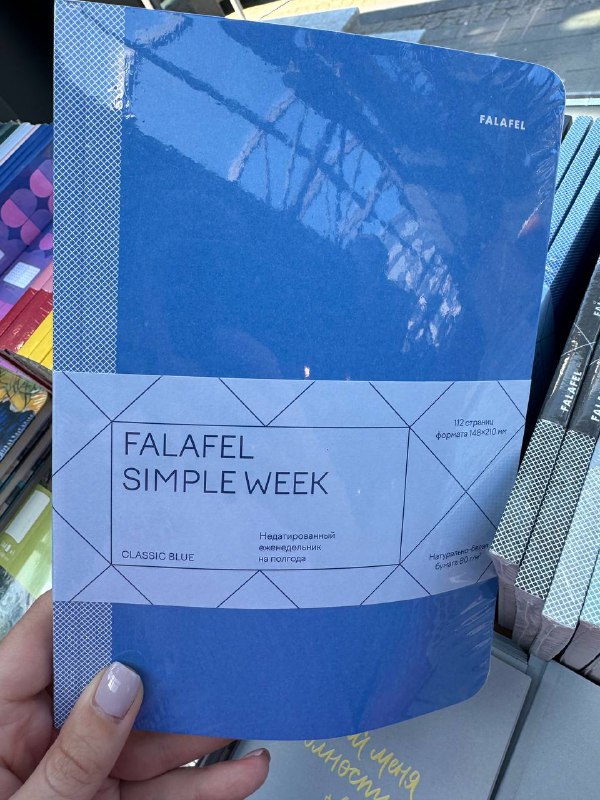 FALAFEL
112 страниц
формата 148×210 мм
FALAFEL
SIMPLE WEEK
CLASSIC BLUE
Недатированный
еженедельник
на полгода
Натурально-белая
бумага 80 г/м²
FALAFEL
меня